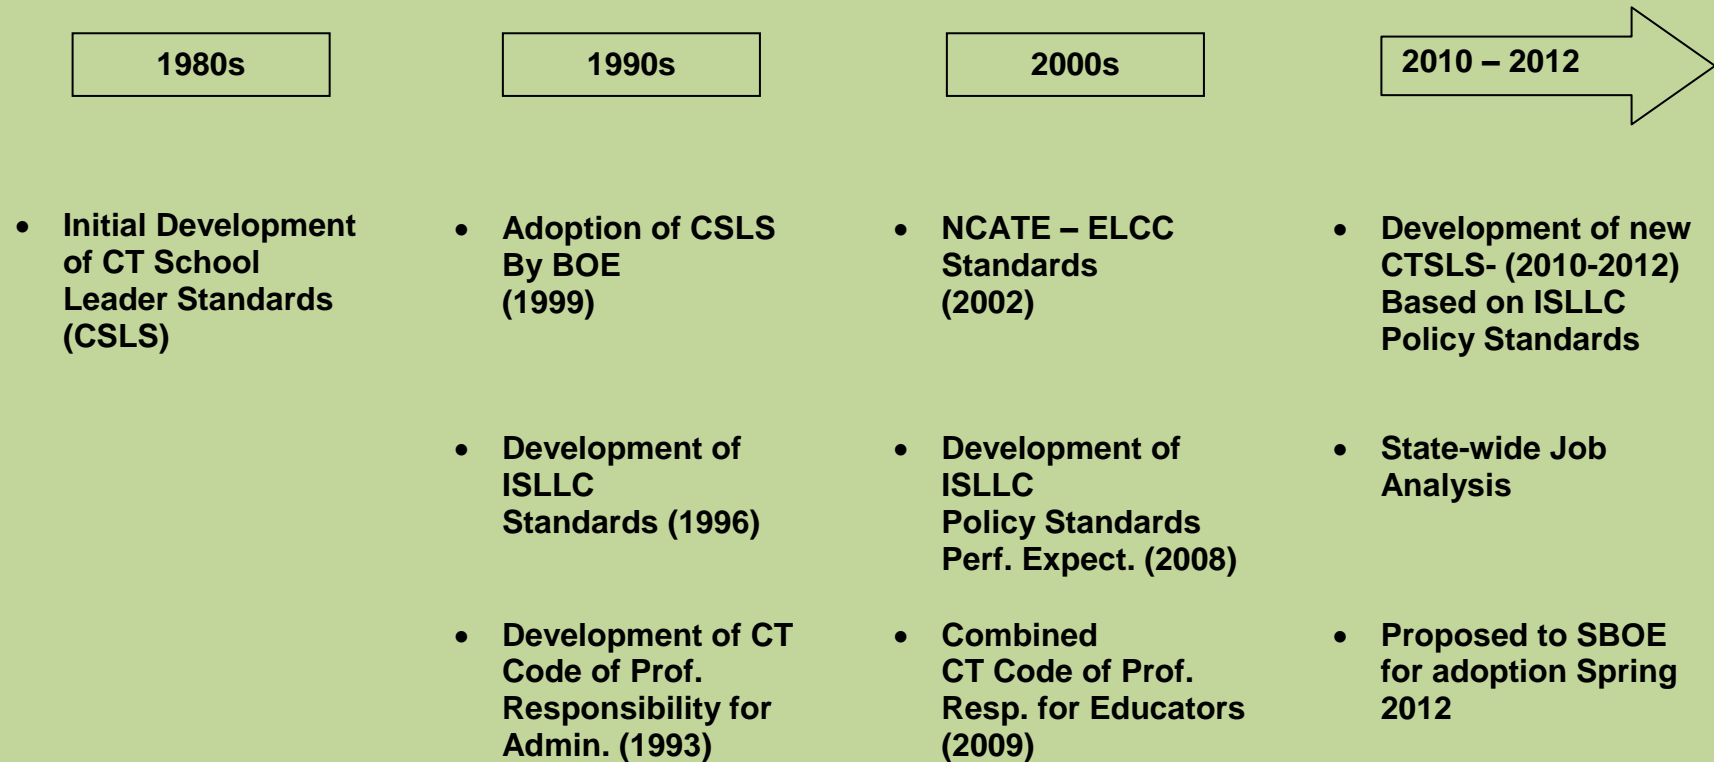 1980s
1990s
2000s
2010 – 2012
• Initial Development
of CT School
Leader Standards
(CSLS)
• Adoption of CSLS
By BOE
(1999)
• NCATE – ELCC
Standards
(2002)
• Development of new
CTSLS- (2010-2012)
Based on ISLLC
Policy Standards
• Development of
ISLLC
Standards (1996)
• Development of
ISLLC
Policy Standards
Perf. Expect. (2008)
• State-wide Job
Analysis
• Development of CT
Code of Prof.
Responsibility for
Admin. (1993)
• Combined
CT Code of Prof.
Resp. for Educators
(2009)
• Proposed to SBOE
for adoption Spring
2012